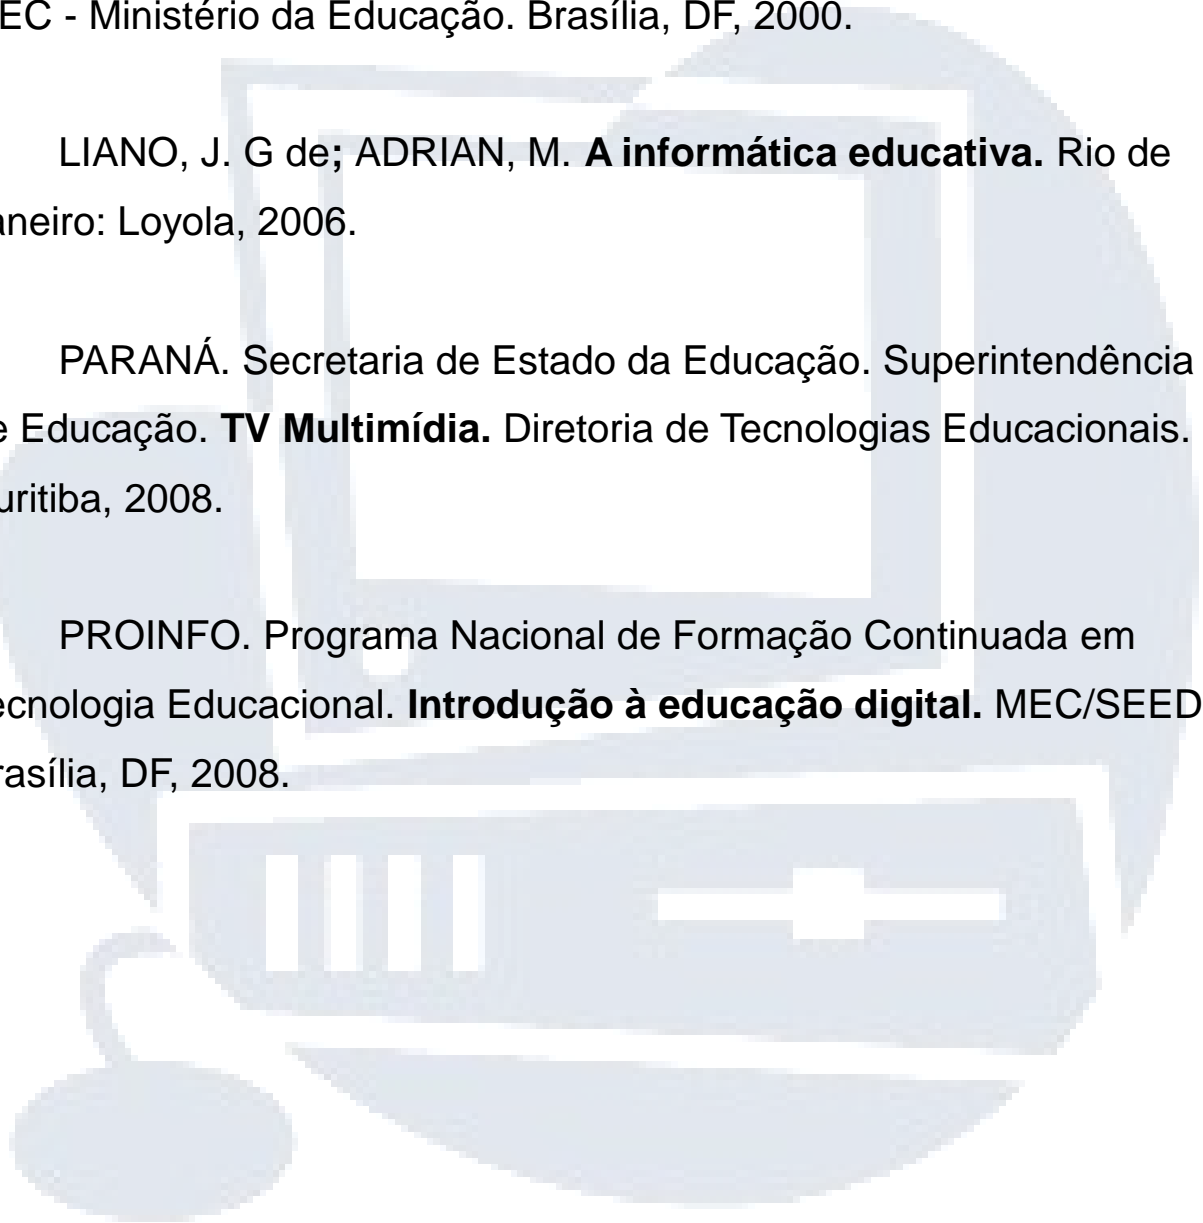 EC - Ministério da Educação. Brasília, DF, 2000.
LIANO, J. G de; ADRIAN, M. A informática educativa. Rio de
aneiro: Loyola, 2006.
PARANÁ. Secretaria de Estado da Educação. Superintendência
e Educação. TV Multimídia. Diretoria de Tecnologias Educacionais.
uritiba, 2008.
PROINFO. Programa Nacional de Formação Continuada em
ecnologia Educacional. Introdução à educação digital. MEC/SEED
rasília, DF, 2008.